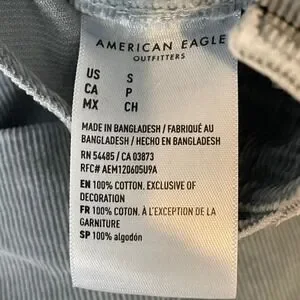 AMERICAN EAGLE
OUTFITTERS
US S
CA P
MX CH
MADE IN BANGLADESH / FABRIQUÉ AU
BANGLADESH / HECHO EN BANGLADESH
RN 54485 / CA 03873
RFC# AEM120605U9A
EN 100% COTTON. EXCLUSIVE OF
DECORATION
FR 100% COTON. À L'EXCEPTION DE LA
GARNITURE
SP 100% algodón